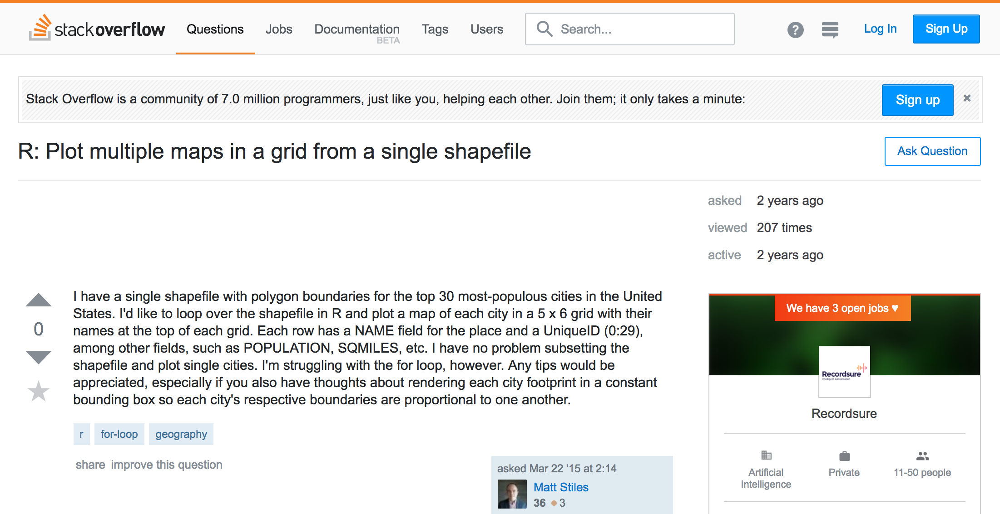 stackoverflow
Questions
Jobs
Documentation
BETA
Tags
Users
Search...
?
Log In
Sign Up
Stack Overflow is a community of 7.0 million programmers, just like you, helping each other. Join them; it only takes a minute:
Sign up
R: Plot multiple maps in a grid from a single shapefile
Ask Question
asked 2 years ago
viewed 207 times
active 2 years ago
0
I have a single shapefile with polygon boundaries for the top 30 most-populous cities in the United
States. I'd like to loop over the shapefile in R and plot a map of each city in a 5 x 6 grid with their
names at the top of each grid. Each row has a NAME field for the place and a UniqueID (0:29),
among other fields, such as POPULATION, SQMILES, etc. I have no problem subsetting the
shapefile and plot single cities. I'm struggling with the for loop, however. Any tips would be
appreciated, especially if you also have thoughts about rendering each city footprint in a constant
bounding box so each city's respective boundaries are proportional to one another.
r
for-loop
geography
share improve this question
asked Mar 22 '15 at 2:14
Matt Stiles
36 ● 3
We have 3 open jobs ♥
Recordsure
Intelligent Conversation
Recordsure
Artificial
Intelligence
Private
11-50 people